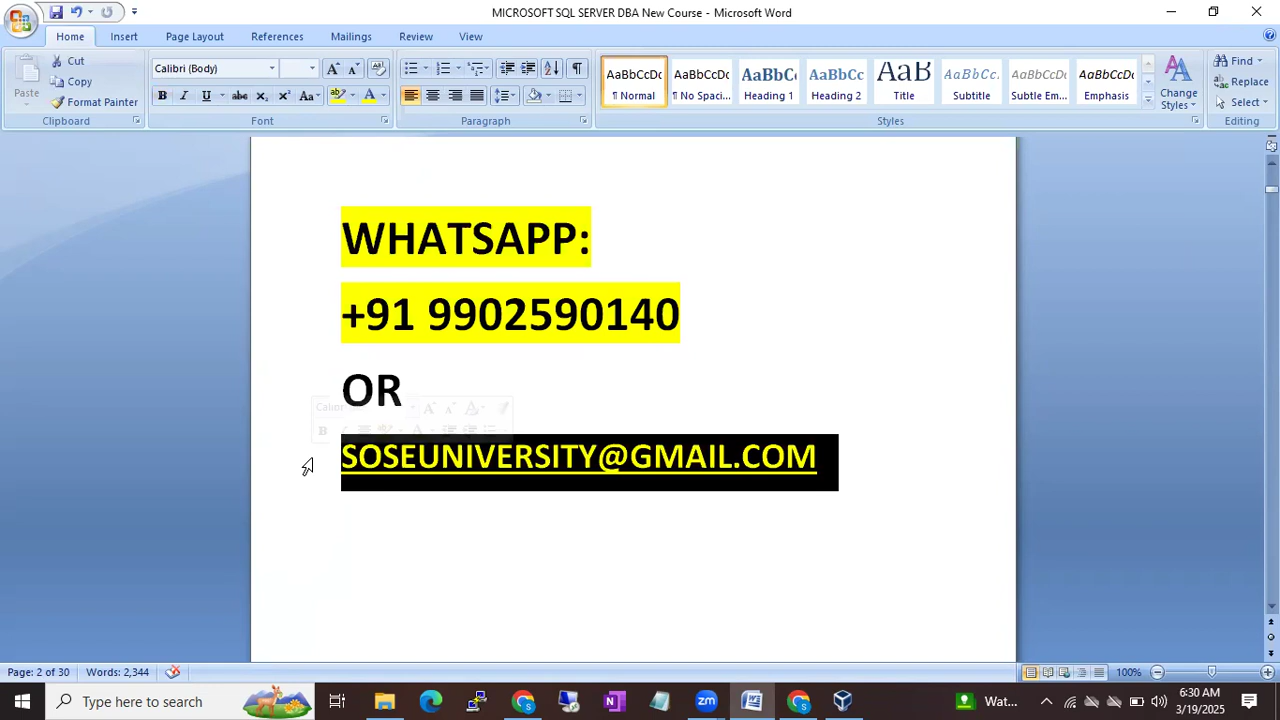 MICROSOFT SQL SERVER DBA New Course - Microsoft Word
Home Insert Page Layout References Mailings Review View
Paste
Cut
Copy
Format Painter
Clipboard
Calibri (Body)
Font
Paragraph
AaBbCcDc AaBbCcDc AaBbCc AaBbCc AaB AaBbCcDc AaBbCcDc AaBbCcDc
¶ Normal ¶ No Spaci... Heading 1 Heading 2 Title Subtitle Subtle Em... Emphasis
Change Styles
Styles
Find
Replace
Select
Editing
WHATSAPP:
+91 9902590140
OR
SOSEUNIVERSITY@GMAIL.COM
Page: 2 of 30 Words: 2,344 100%
Type here to search
Wat...
6:30 AM
3/19/2025